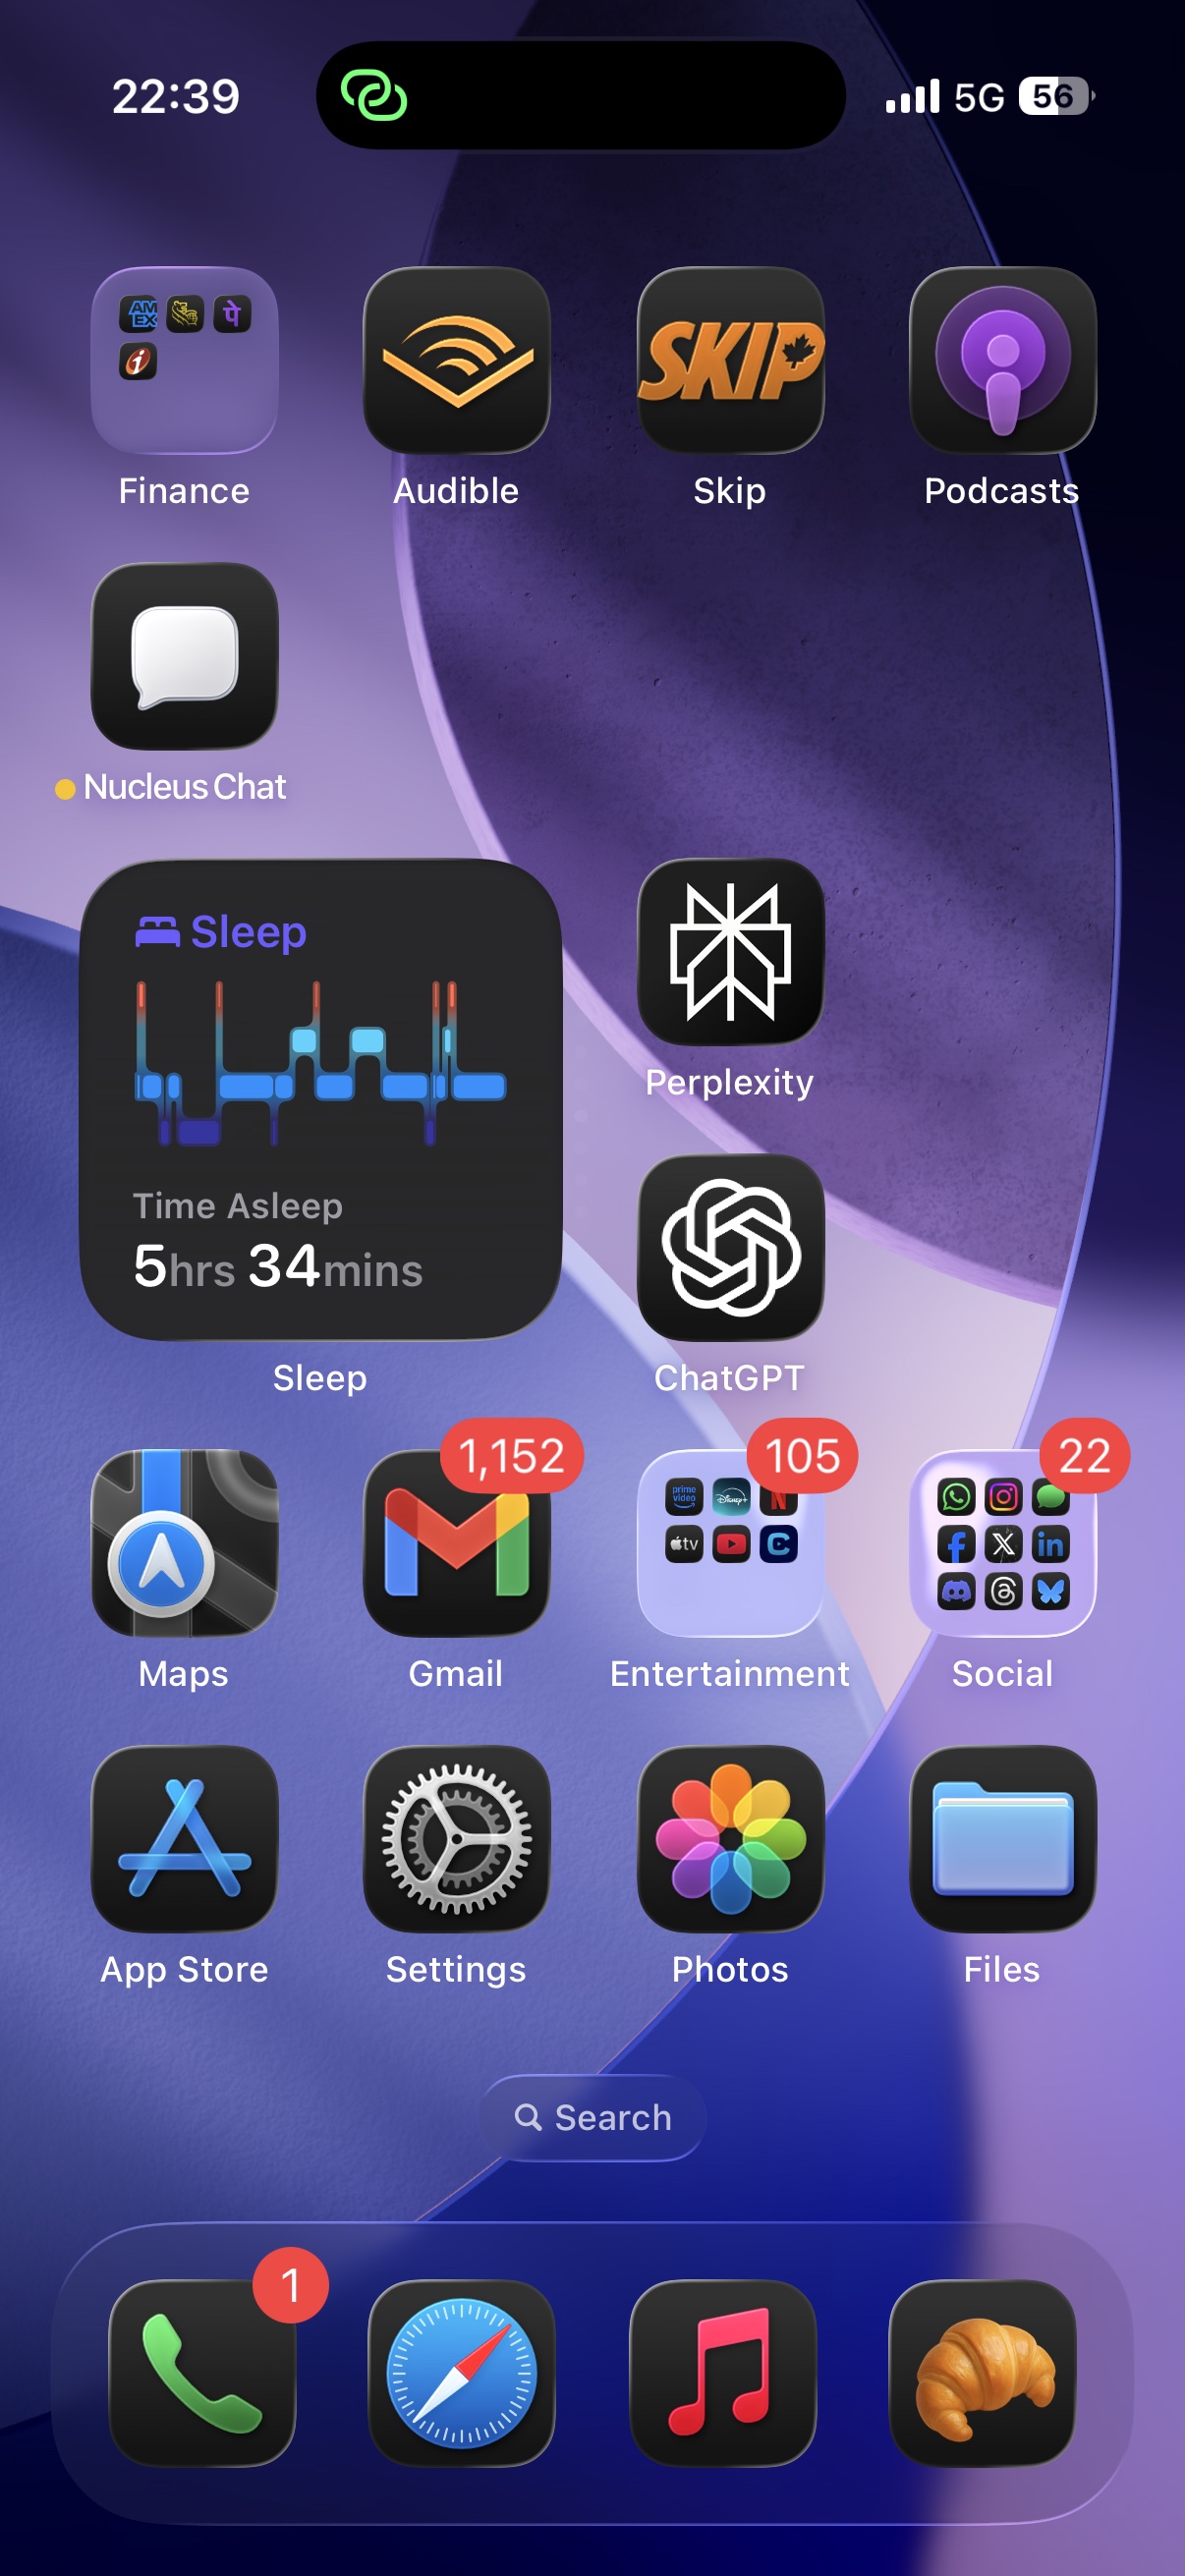 22:39
5G 56
AM
EX
पे
i
SKIP
Finance
Audible
Skip
Podcasts
Nucleus Chat
Sleep
Time Asleep
5hrs 34mins
Sleep
Perplexity
ChatGPT
1,152
105
22
prime
video
Disney+
N
tv
in
Maps
Gmail
Entertainment
Social
App Store
Settings
Photos
Files
Search
1